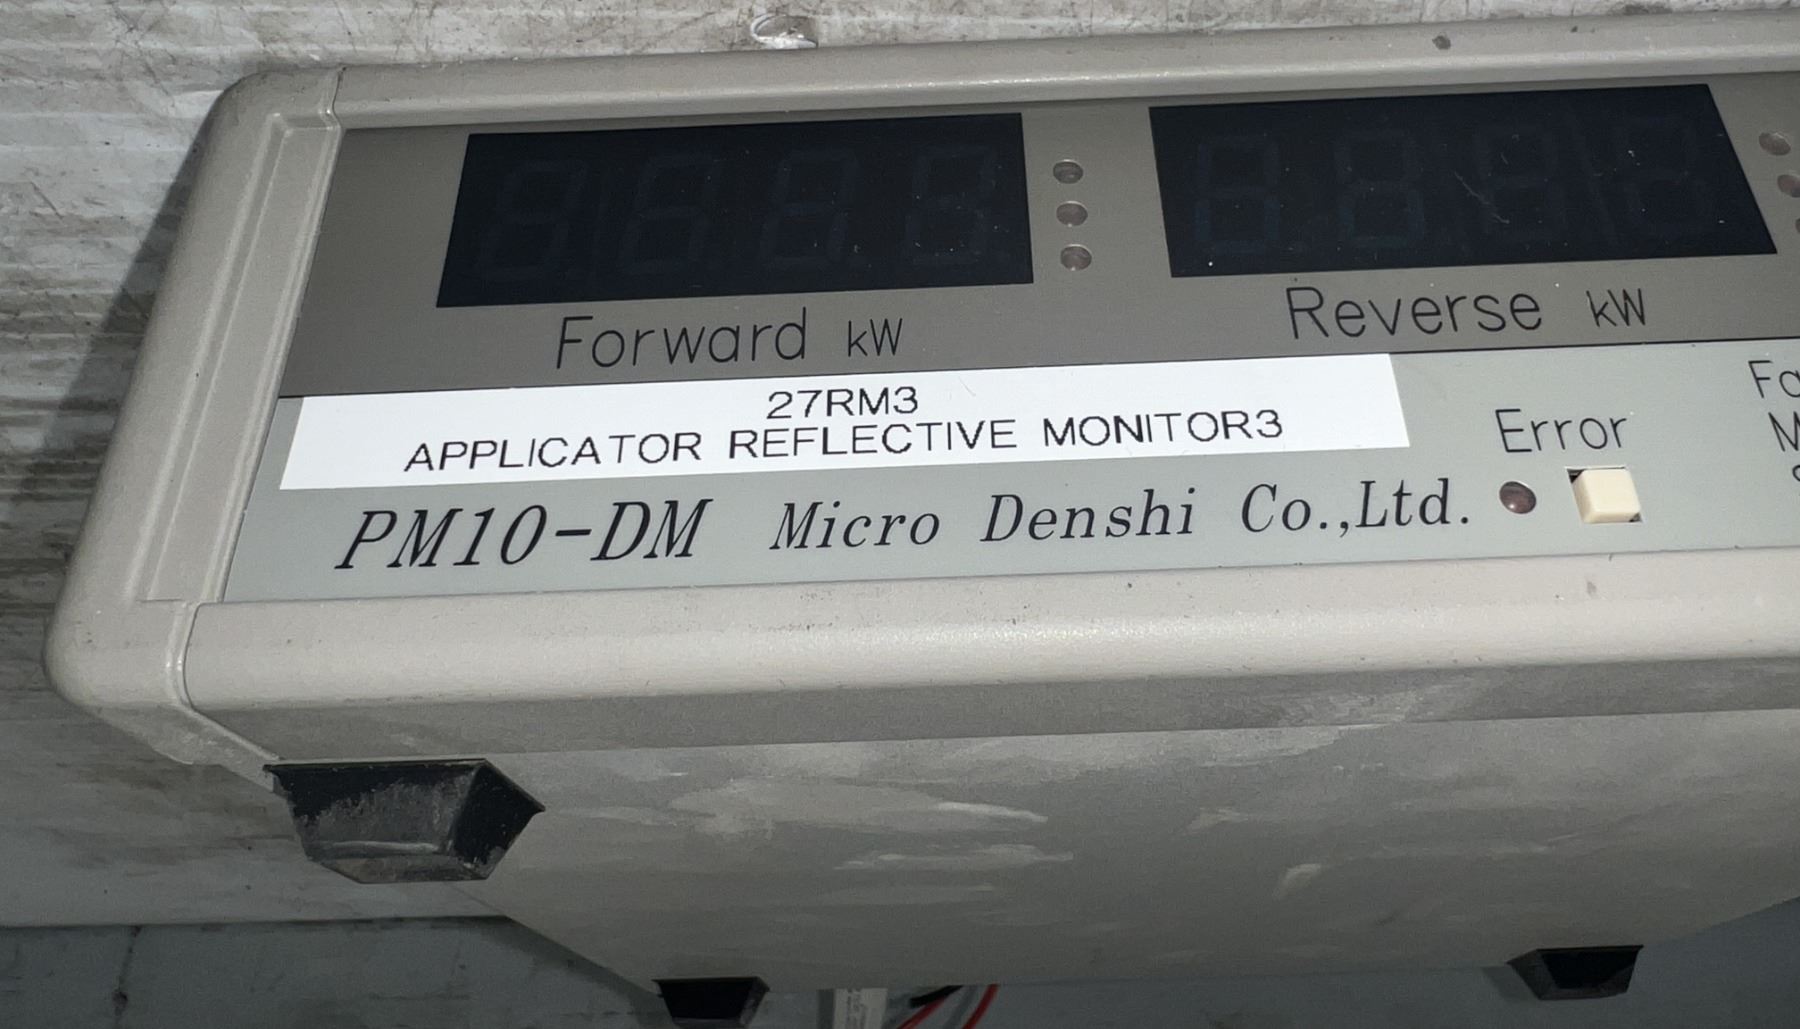 Forward kW
Reverse kW
27RM3
APPLICATOR REFLECTIVE MONITOR3
Error
PM10-DM Micro Denshi Co.,Ltd.